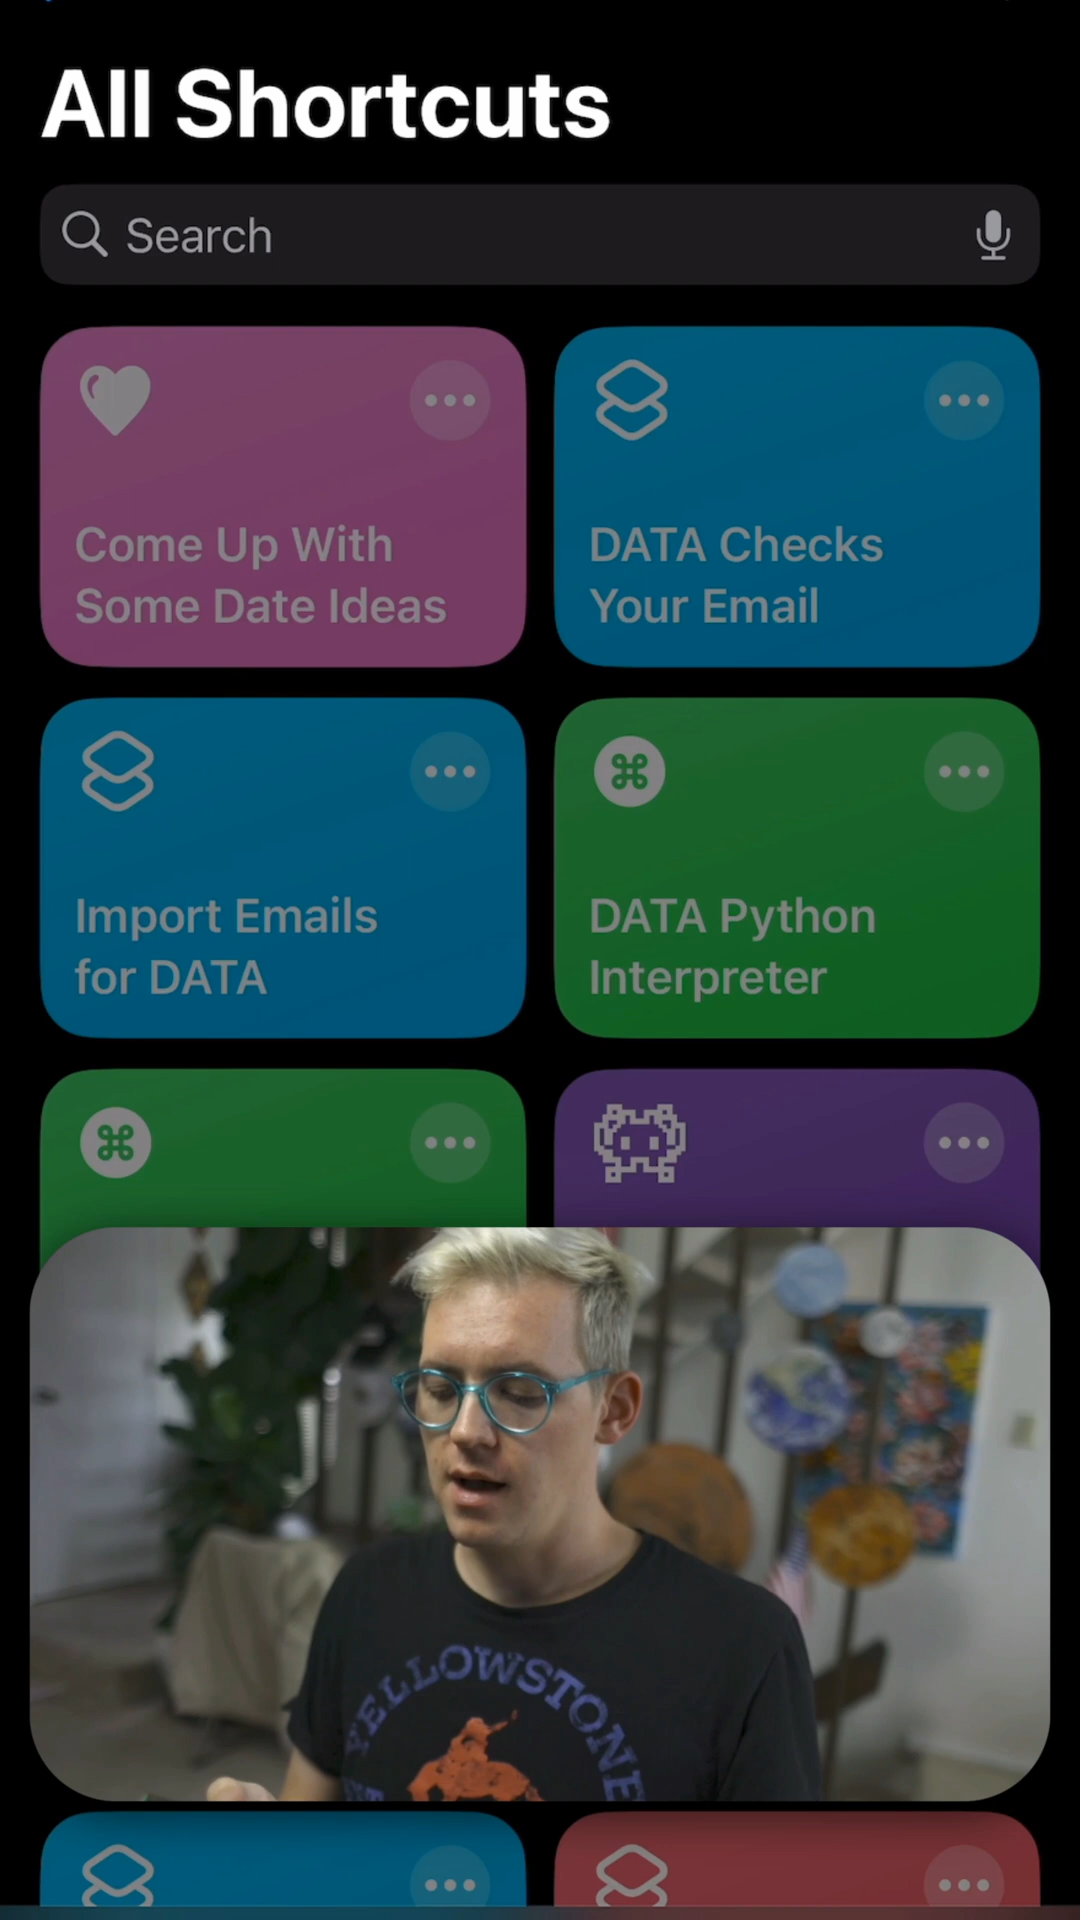 All Shortcuts
Search
Come Up With
Some Date Ideas
DATA Checks
Your Email
Import Emails
for DATA
DATA Python
Interpreter
YELLOWSTONE